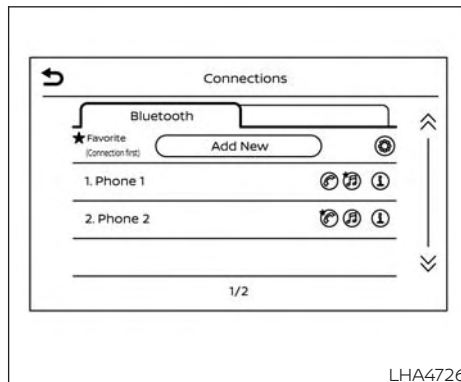 Connections
Bluetooth
★Favorite
(Connection first)
Add New
1. Phone 1
2. Phone 2
1/2
LHA4726